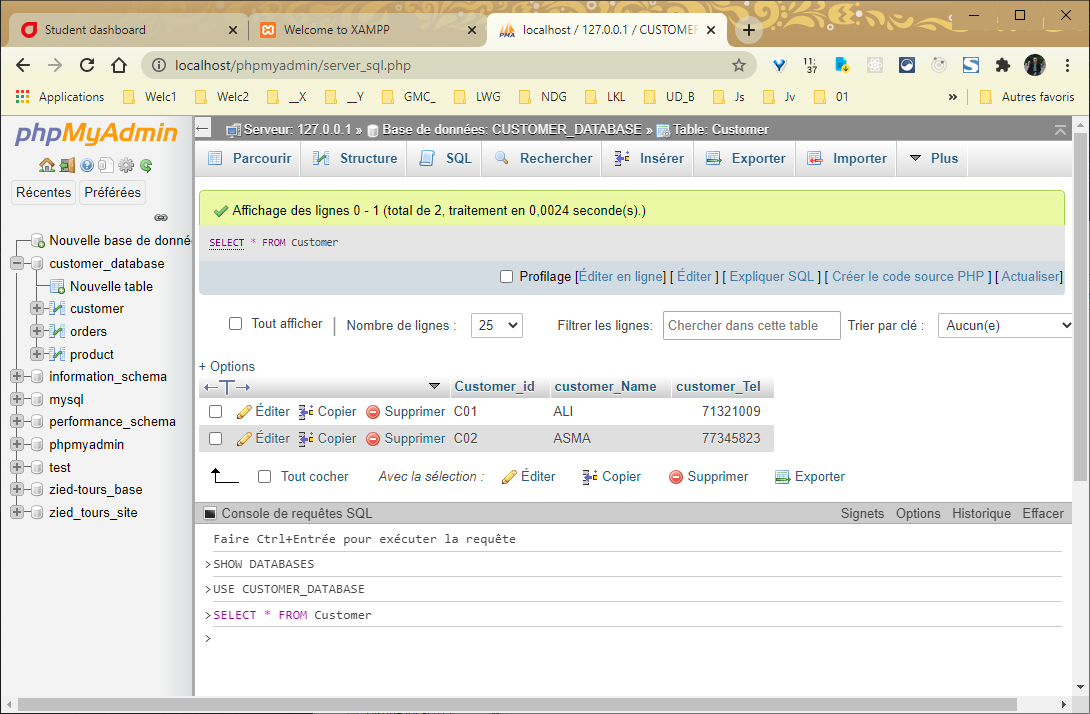 Student dashboard
Welcome to XAMPP
localhost / 127.0.0.1 / CUSTOMER
localhost/phpmyadmin/server_sql.php
11:
37
Applications Welc1 Welc2 __X __Y GMC_ LWG NDG LKL UD_B Js Jv 01 » Autres favoris
phpMyAdmin
Récentes Préférées
Nouvelle base de donné
customer_database
Nouvelle table
customer
orders
product
information_schema
mysql
performance_schema
phpmyadmin
test
zied-tours_base
zied_tours_site
Serveur: 127.0.0.1 » Base de données: CUSTOMER_DATABASE » Table: Customer
Parcourir Structure SQL Rechercher Insérer Exporter Importer Plus
Affichage des lignes 0 - 1 (total de 2, traitement en 0,0024 seconde(s).)
SELECT * FROM Customer
Profilage [Éditer en ligne] [ Éditer ] [ Expliquer SQL ] [ Créer le code source PHP ] [ Actualiser]
Tout afficher | Nombre de lignes : 25 Filtrer les lignes: Chercher dans cette table Trier par clé : Aucun(e)
+ Options
←T→ Customer_id customer_Name customer_Tel
Éditer Copier Supprimer C01 ALI 71321009
Éditer Copier Supprimer C02 ASMA 77345823
Tout cocher Avec la sélection : Éditer Copier Supprimer Exporter
Console de requêtes SQL Signets Options Historique Effacer
Faire Ctrl+Entrée pour exécuter la requête
>SHOW DATABASES
>USE CUSTOMER_DATABASE
>SELECT * FROM Customer
>